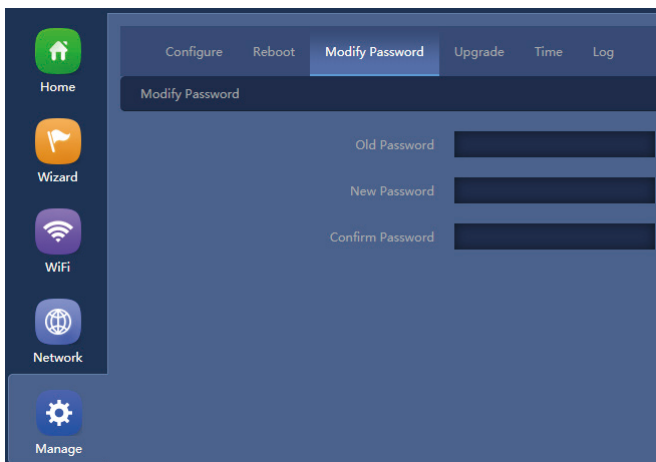 Configure Reboot Modify Password Upgrade Time Log
Home
Modify Password
Old Password
Wizard
New Password
Confirm Password
WiFi
Network
Manage